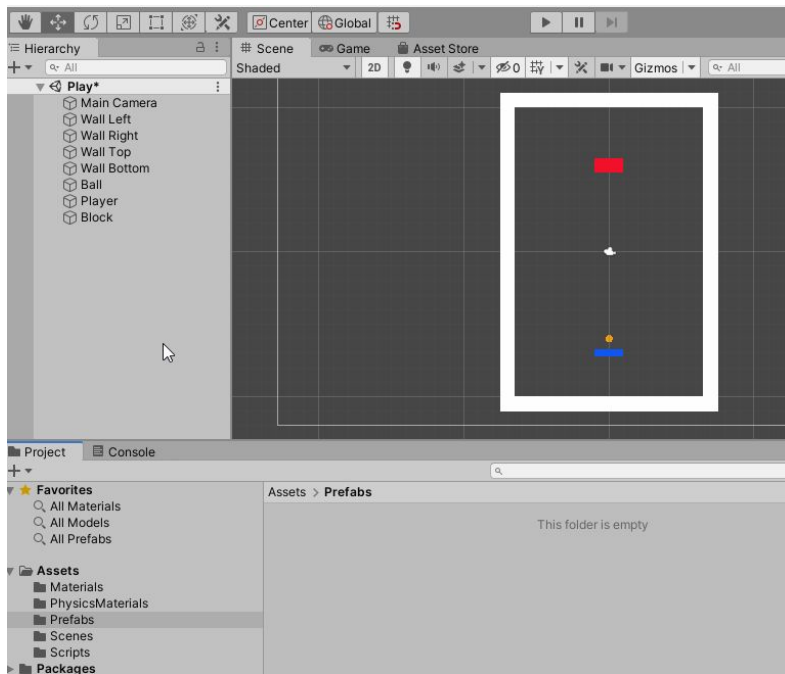 Center Global
Hierarchy
All
Play*
Main Camera
Wall Left
Wall Right
Wall Top
Wall Bottom
Ball
Player
Block
Scene Game Asset Store
Shaded 2D 0 Gizmos All
Project Console
Favorites
All Materials
All Models
All Prefabs
Assets
Materials
PhysicsMaterials
Prefabs
Scenes
Scripts
Packages
Assets > Prefabs
This folder is empty